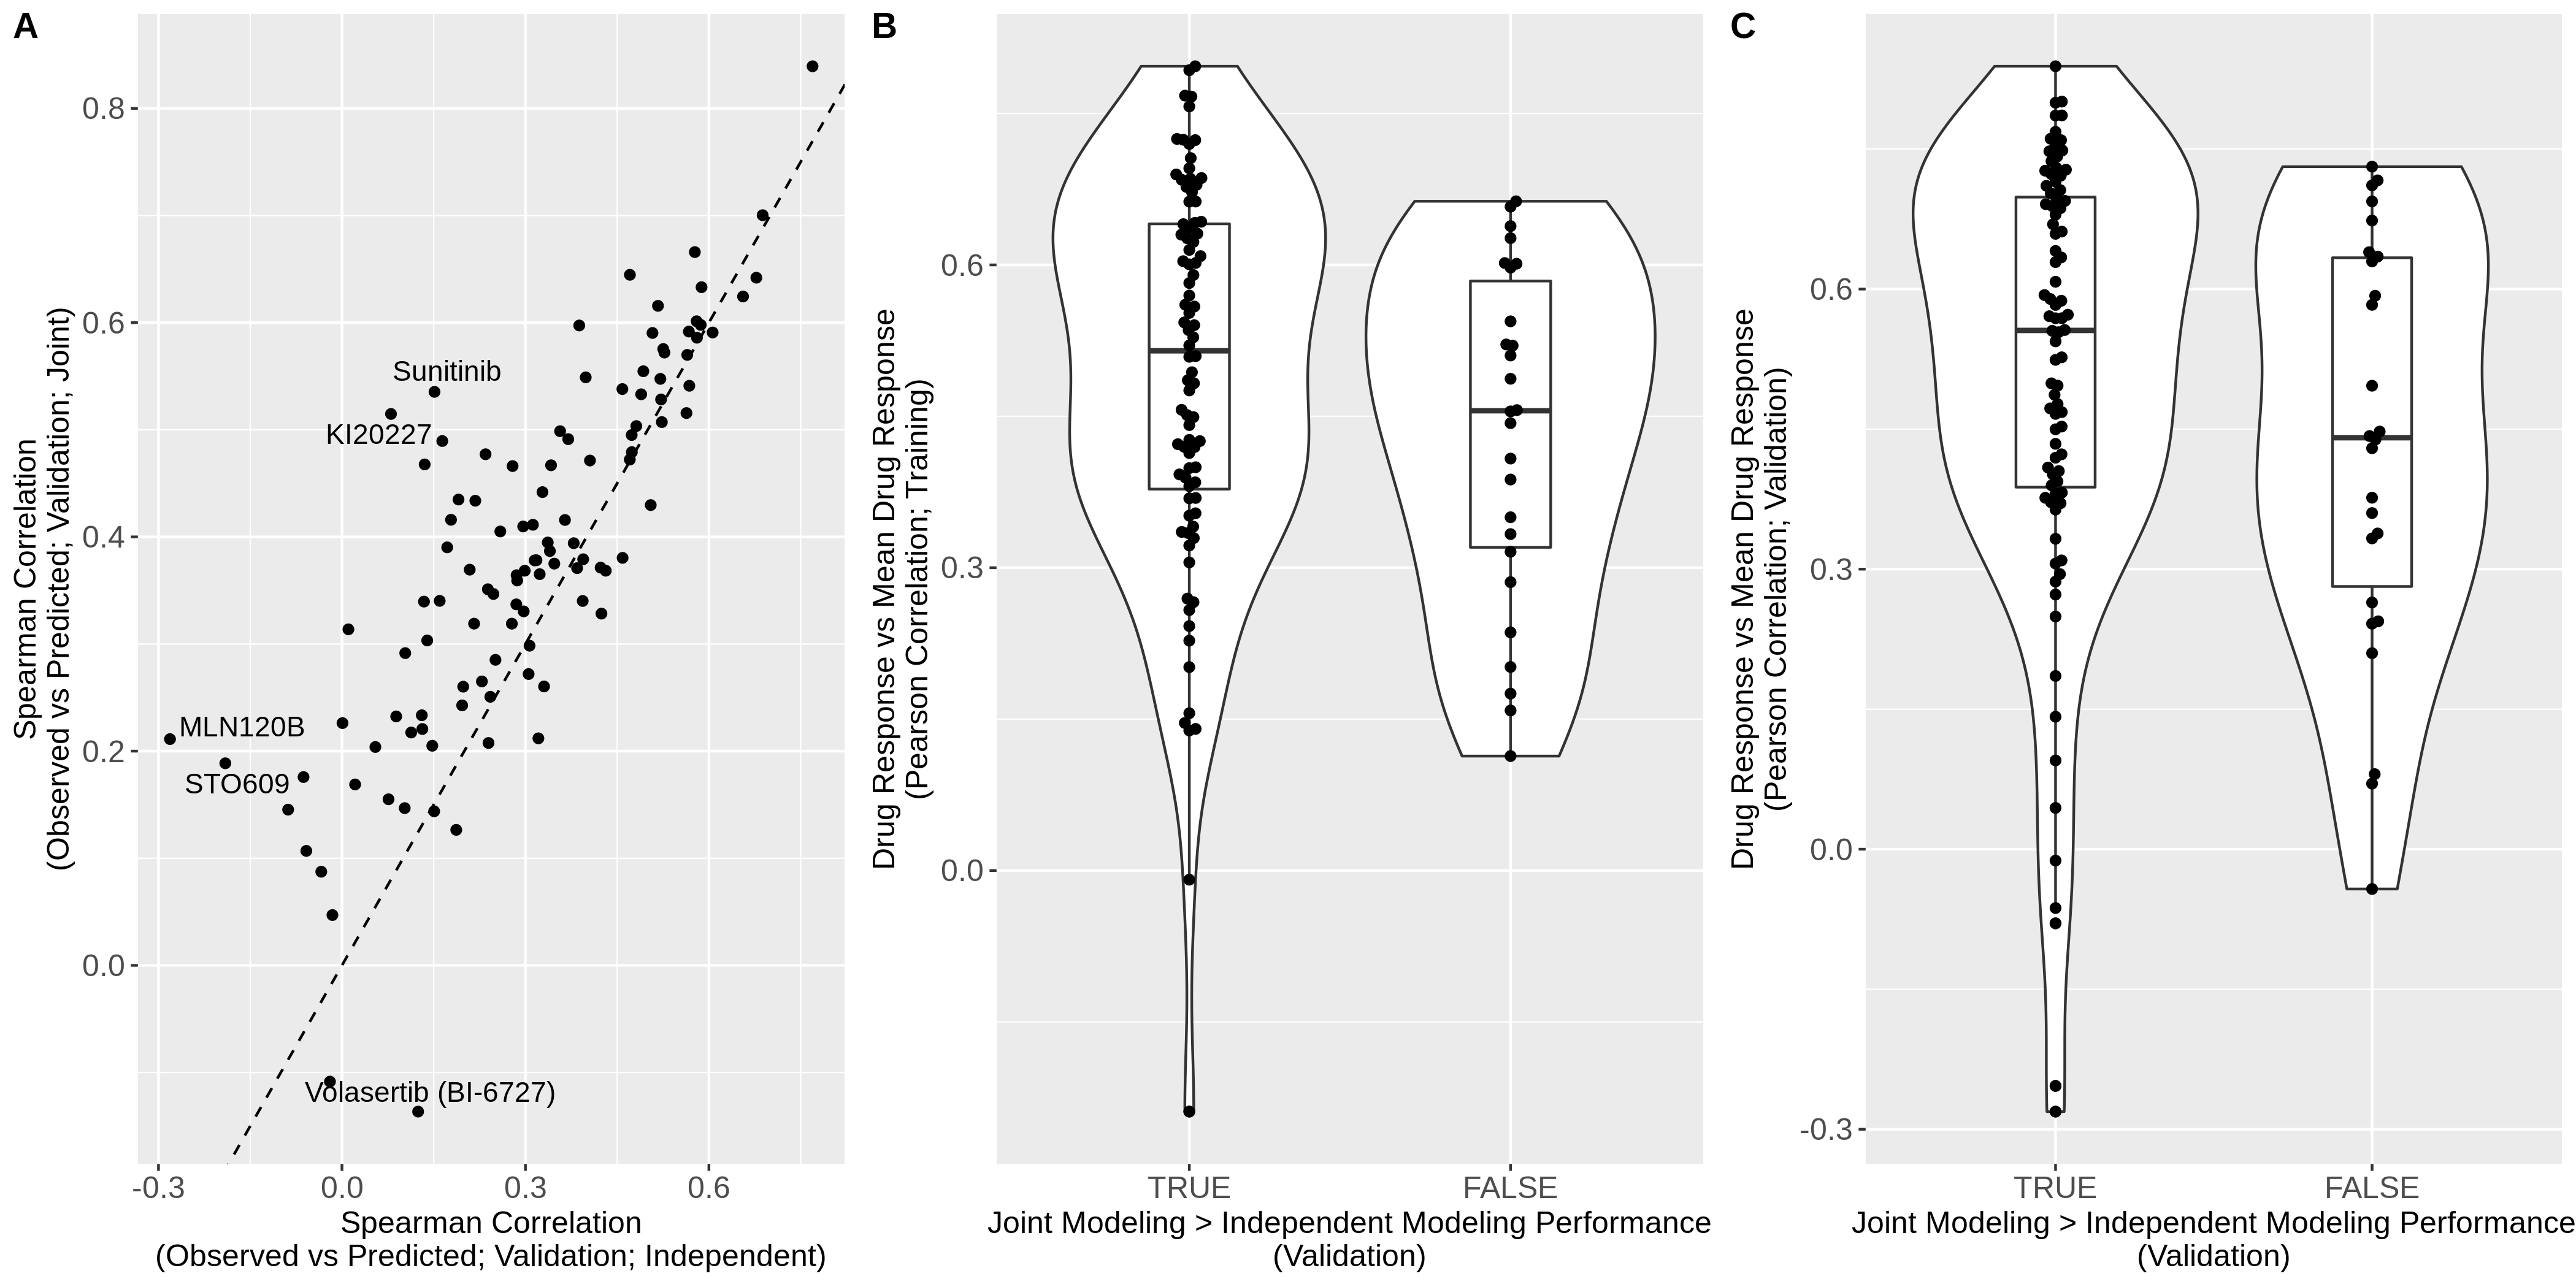 A
Spearman Correlation
(Observed vs Predicted; Validation; Joint)
0.8
0.6
0.4
0.2
0.0
Sunitinib
KI20227
MLN120B
STO609
Volasertib (BI-6727)
-0.3
0.0
0.3
0.6
Spearman Correlation
(Observed vs Predicted; Validation; Independent)
B
Drug Response vs Mean Drug Response
(Pearson Correlation; Training)
0.6
0.3
0.0
TRUE
FALSE
Joint Modeling > Independent Modeling Performance
(Validation)
C
Drug Response vs Mean Drug Response
(Pearson Correlation; Validation)
0.6
0.3
0.0
-0.3
TRUE
FALSE
Joint Modeling > Independent Modeling Performance
(Validation)